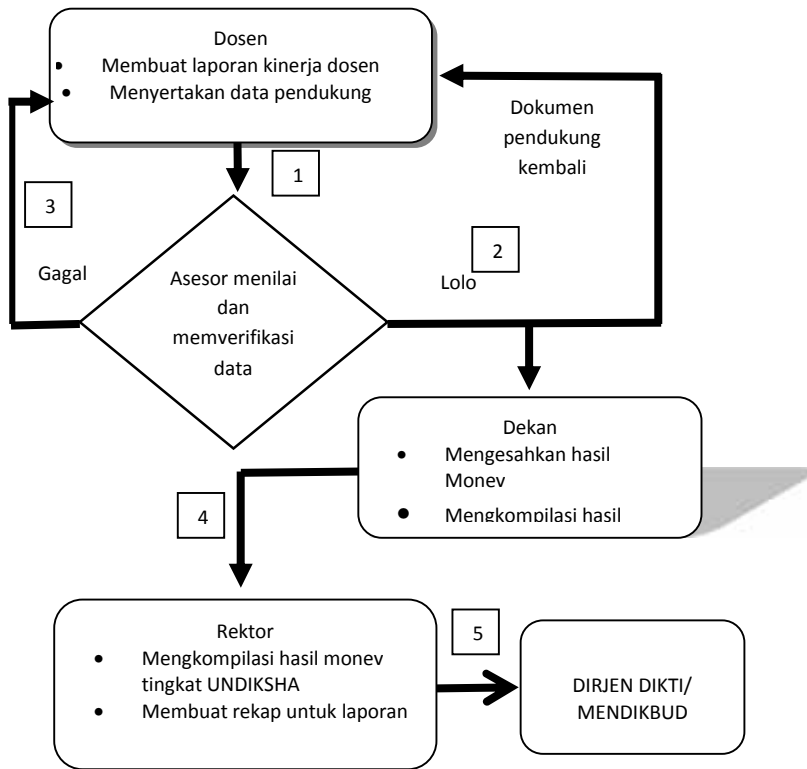 Dosen
• Membuat laporan kinerja dosen
• Menyertakan data pendukung
Dokumen
pendukung
kembali
1
3
2
Gagal
Lolo
Asesor menilai
dan
memverifikasi
data
Dekan
• Mengesahkan hasil
Monev
• Mengkompilasi hasil
4
Rektor
• Mengkompilasi hasil monev
tingkat UNDIKSHA
• Membuat rekap untuk laporan
5
DIRJEN DIKTI/
MENDIKBUD